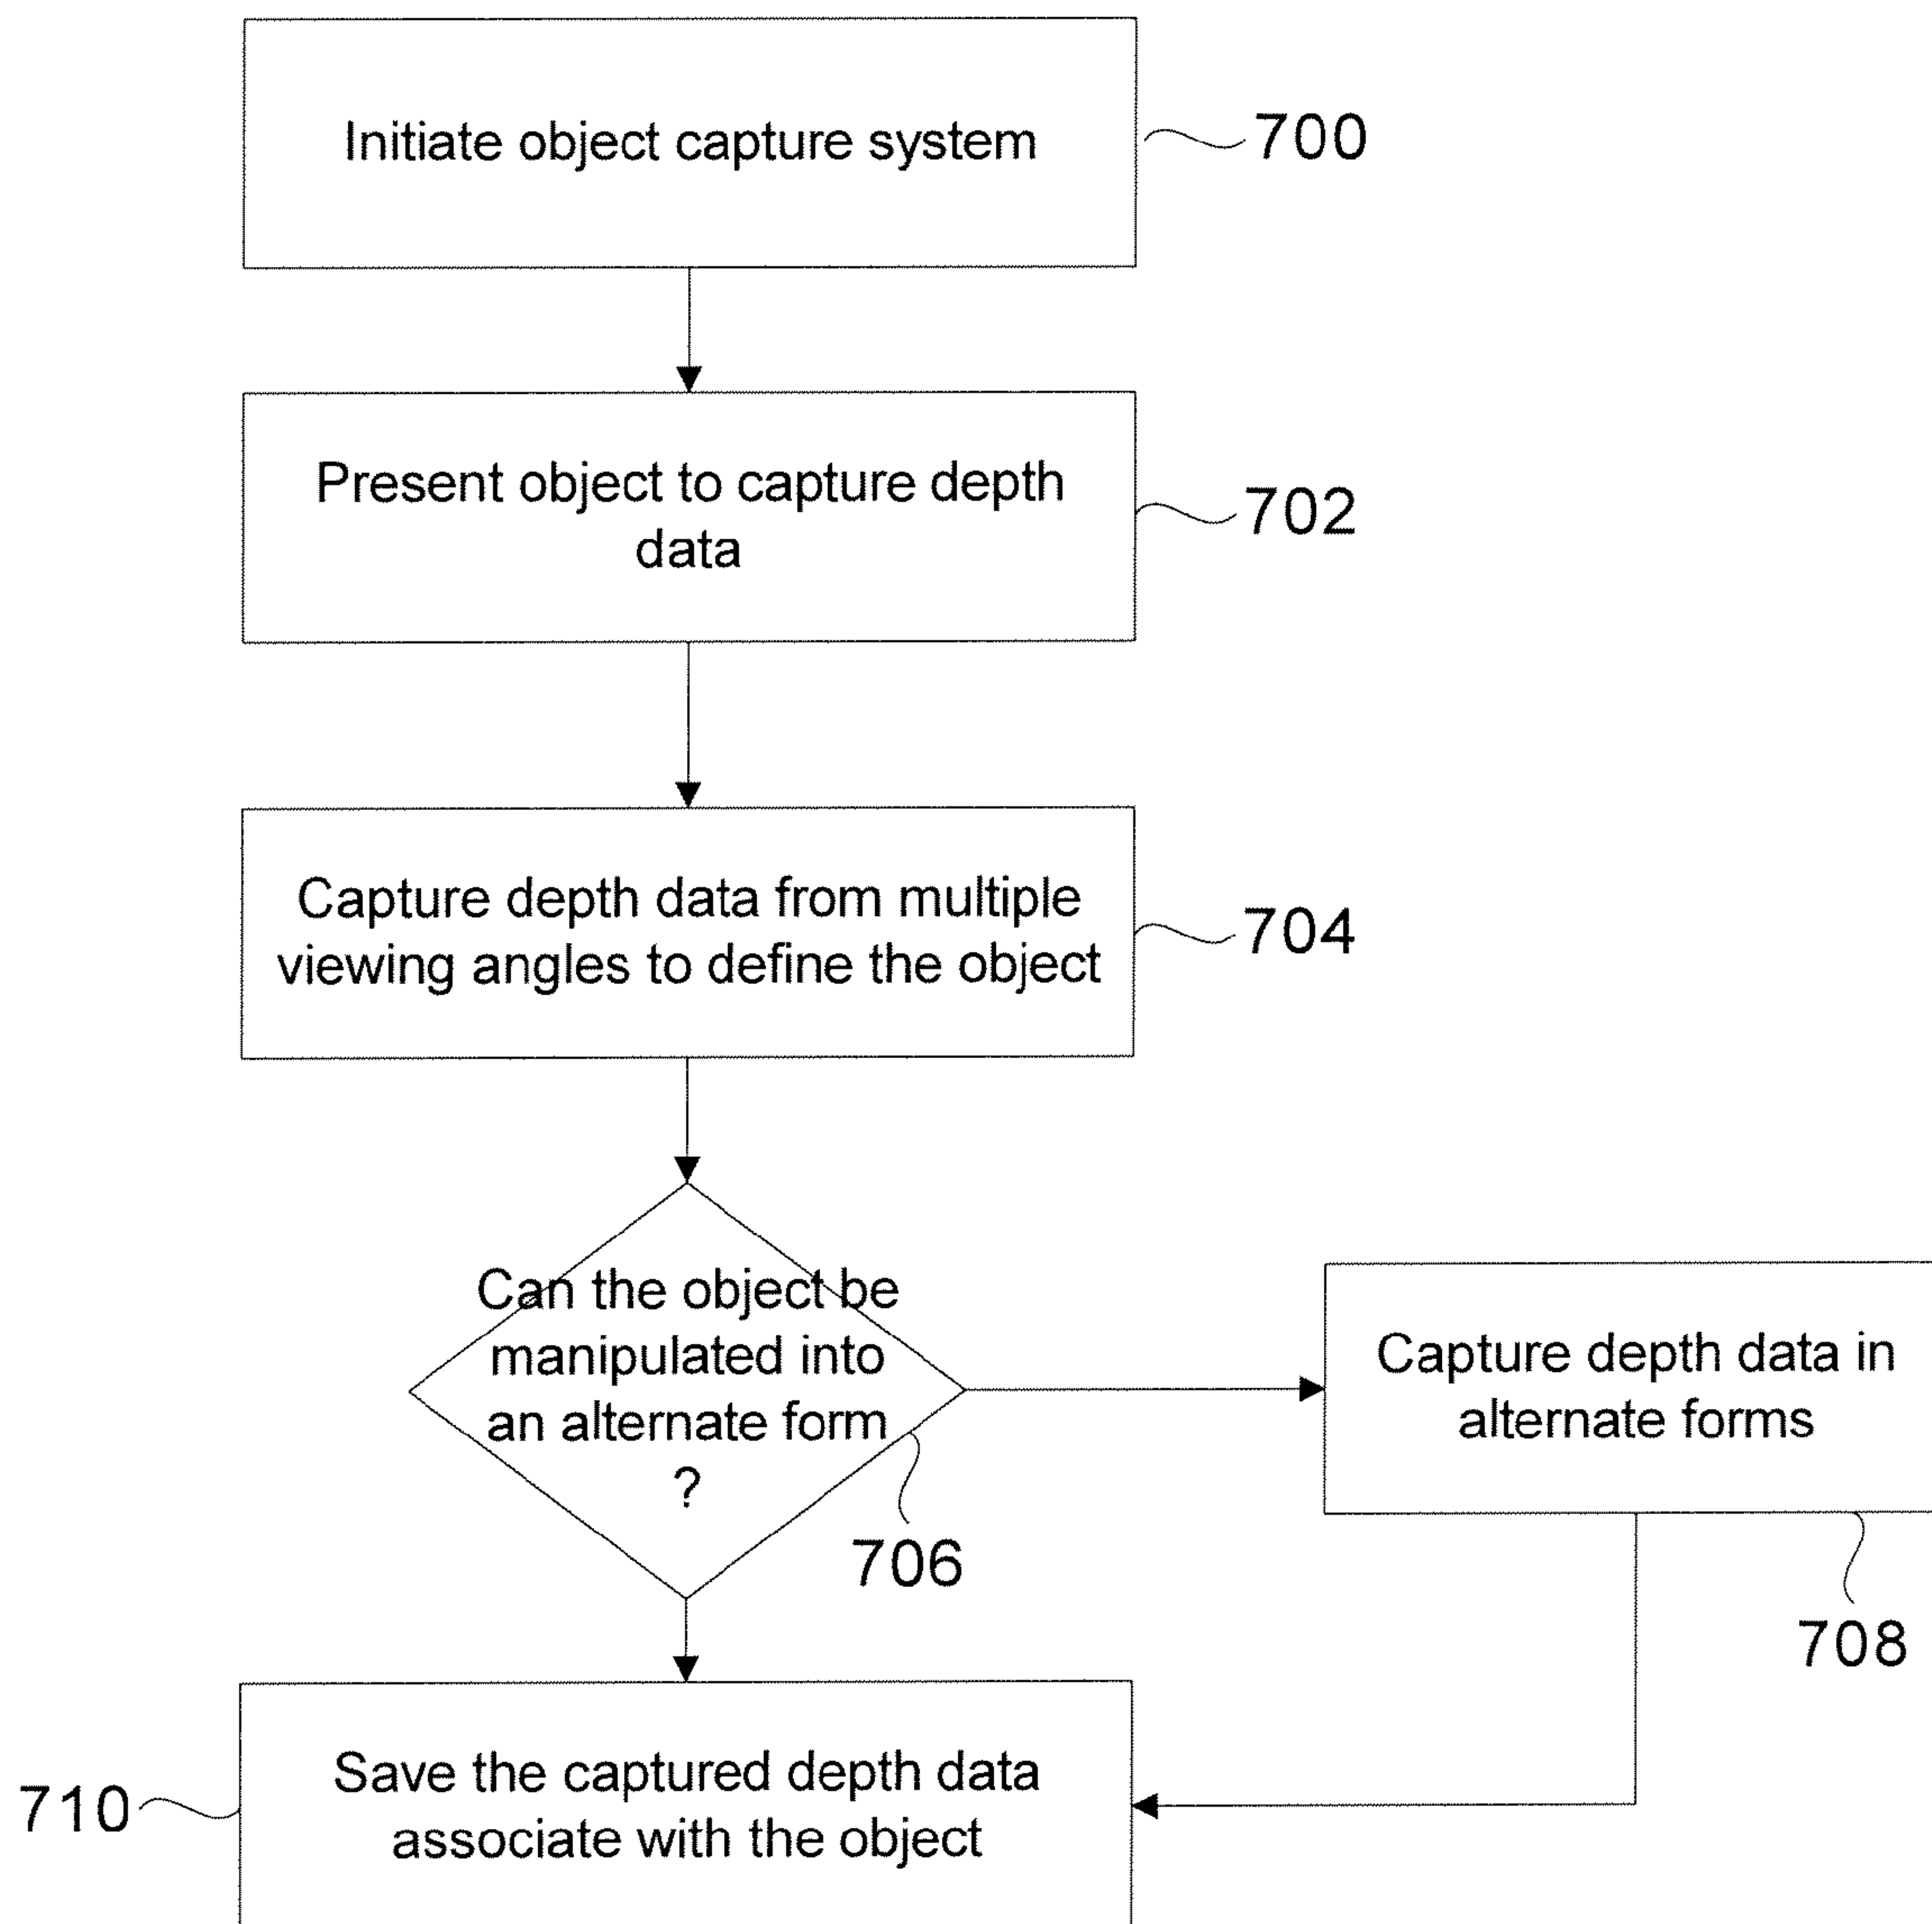 Initiate object capture system
700
Present object to capture depth
data
702
Capture depth data from multiple
viewing angles to define the object
704
Can the object be
manipulated into
an alternate form
?
706
Capture depth data in
alternate forms
708
Save the captured depth data
associate with the object
710